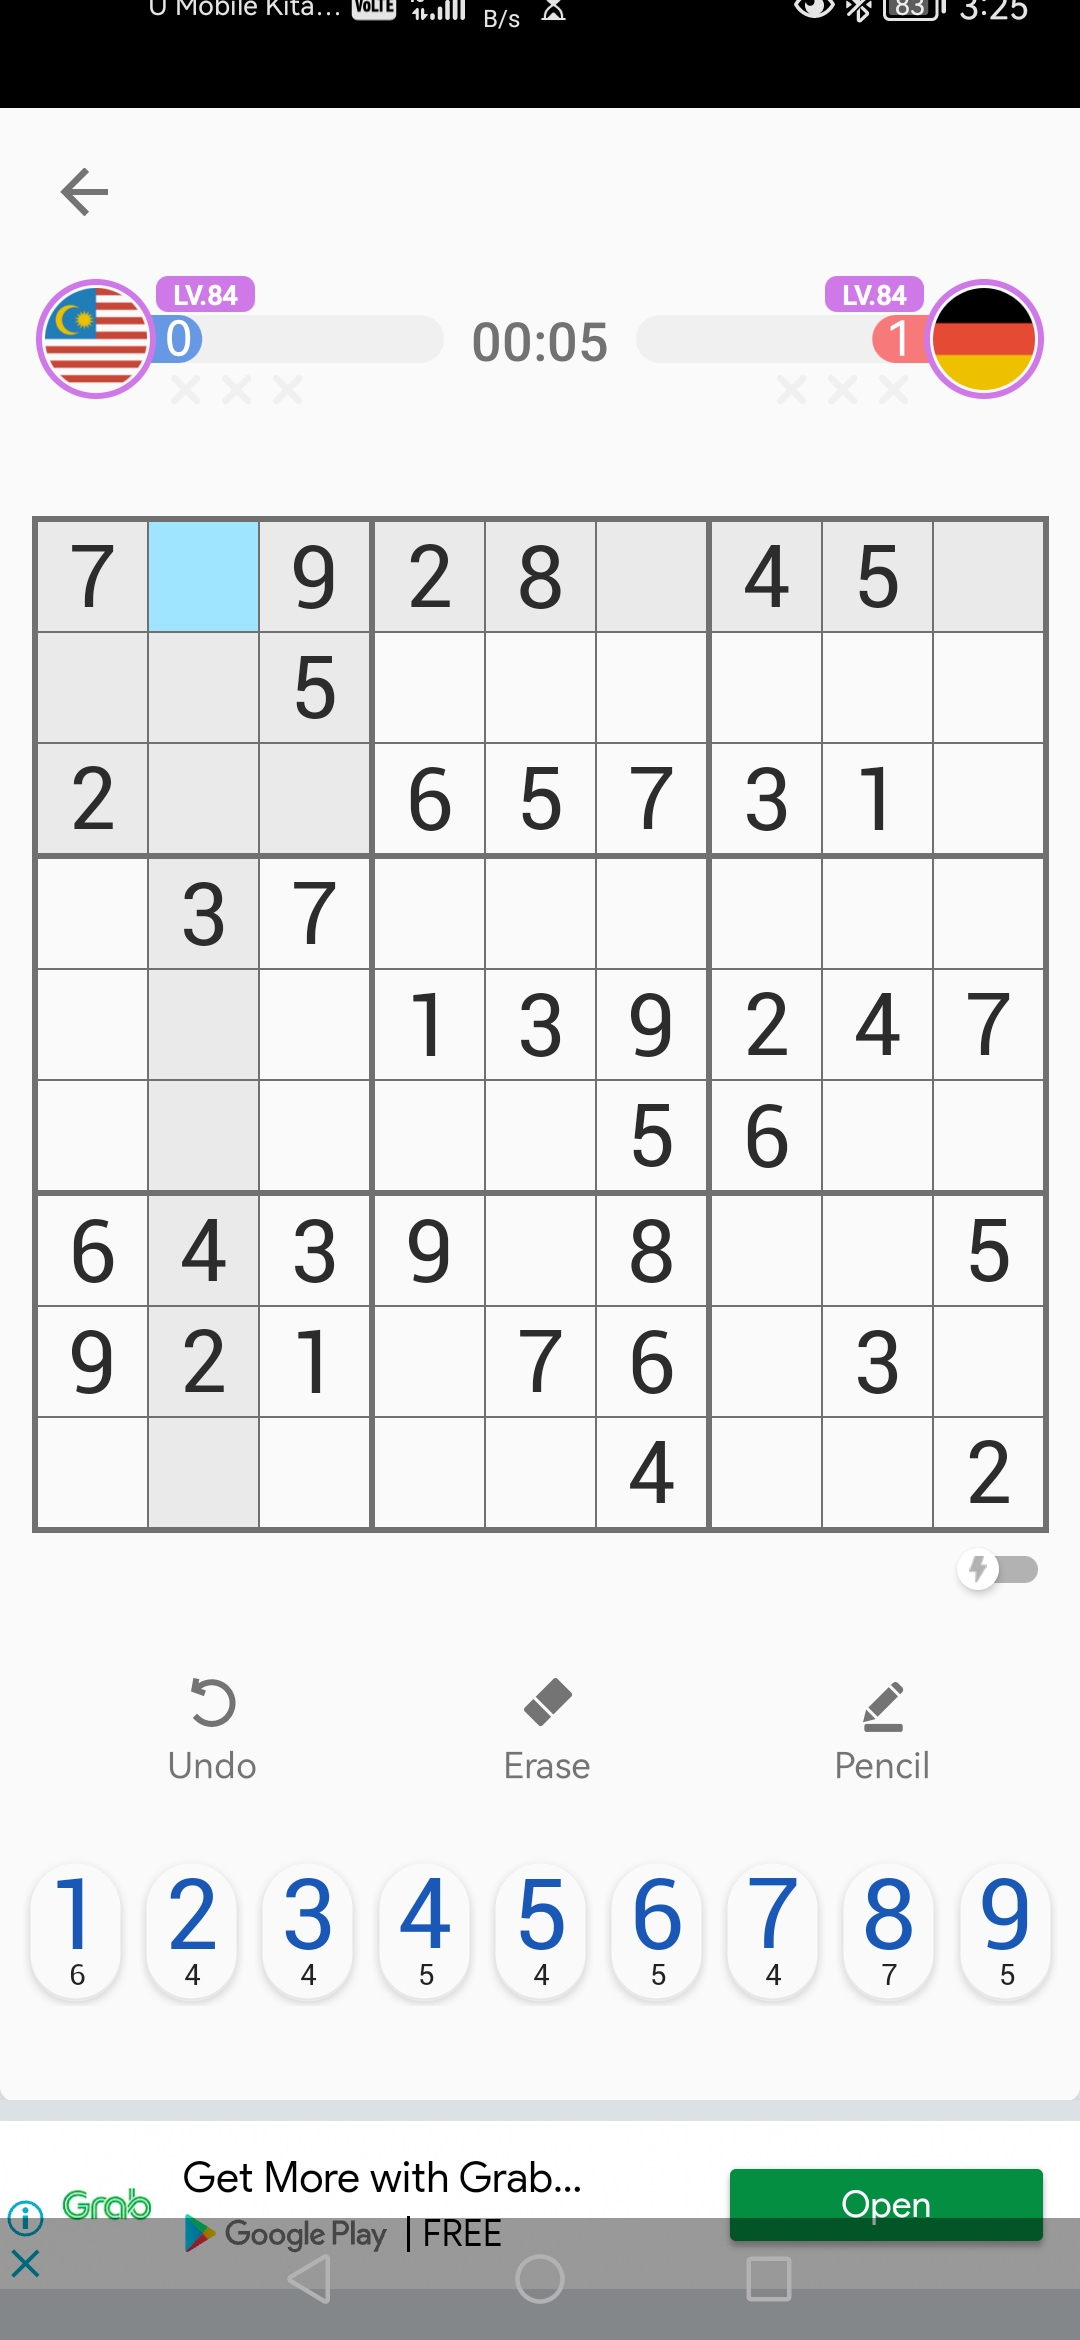 U Mobile Kita... VoLTE B/s 83 3:25
LV.84 LV.84
0 00:05 1
7 9 2 8 4 5
5
2 6 5 7 3 1
3 7
1 3 9 2 4 7
5 6
6 4 3 9 8 5
9 2 1 7 6 3
4 2
Undo Erase Pencil
1 2 3 4 5 6 7 8 9
6 4 4 5 4 5 4 7 5
Get More with Grab...
Grab
Open
Google Play | FREE